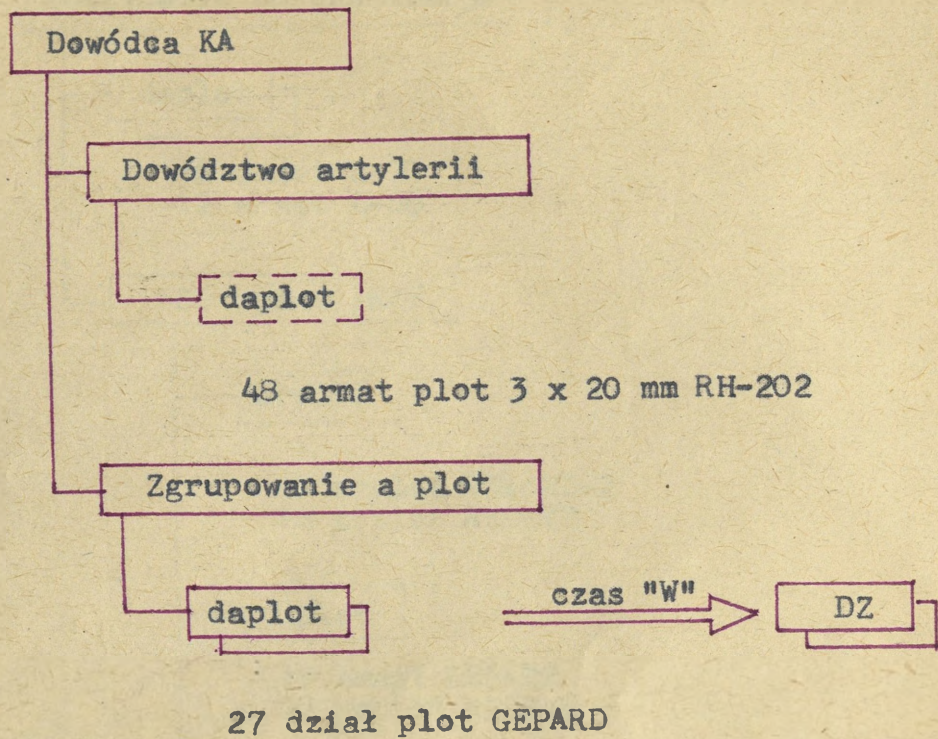 Dowódca KA
Dowództwo artylerii
daplot
48 armat plot 3 x 20 mm RH-202
Zgrupowanie a plot
daplot
czas "W"
DZ
27 dział plot GEPARD